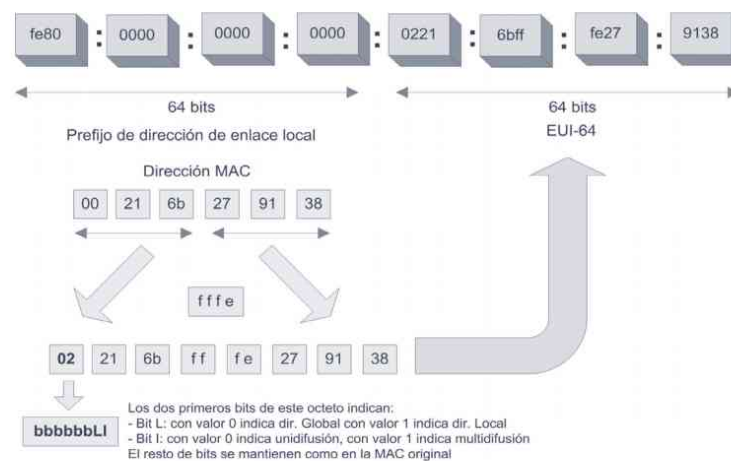 fe80 : 0000 : 0000 : 0000 : 0221 : 6bff : fe27 : 9138
64 bits 64 bits
Prefijo de dirección de enlace local EUI-64
Dirección MAC
00 21 6b 27 91 38
fffe
02 21 6b ff fe 27 91 38
bbbbbbLI
Los dos primeros bits de este octeto indican:
- Bit L: con valor 0 indica dir. Global con valor 1 indica dir. Local
- Bit I: con valor 0 indica unidifusión, con valor 1 indica multidifusión
El resto de bits se mantienen como en la MAC original